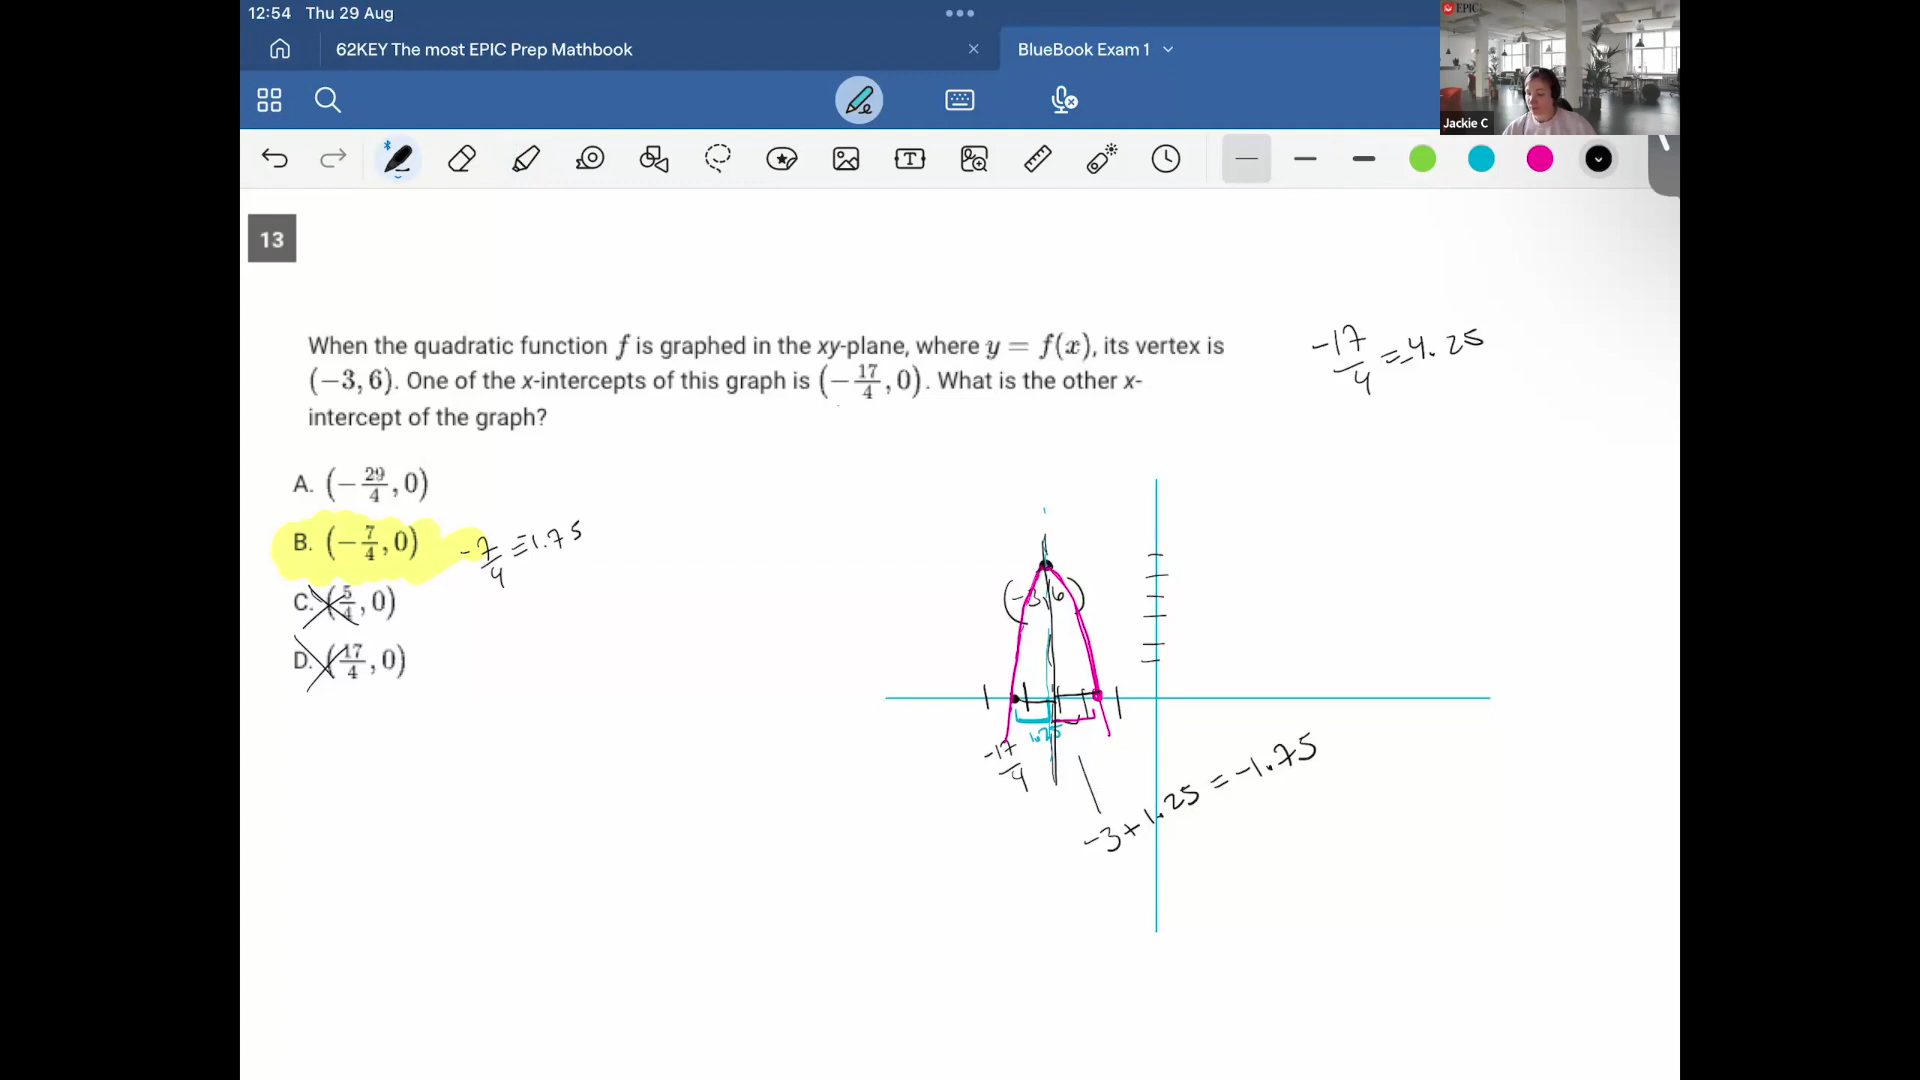 12:54 Thu 29 Aug
62KEY The most EPIC Prep Mathbook
BlueBook Exam 1
EPIC
Jackie C
13
When the quadratic function f is graphed in the xy-plane, where y = f(x), its vertex is
(−3, 6). One of the x-intercepts of this graph is (−17/4, 0). What is the other x-
intercept of the graph?
-17/4 = -4.25
A. (−29/4, 0)
B. (−7/4, 0)
-7/4 = 1.75
C. (5/4, 0)
D. (17/4, 0)
(-3, 6)
1.25
-17/4
-3+1.25 = -1.75